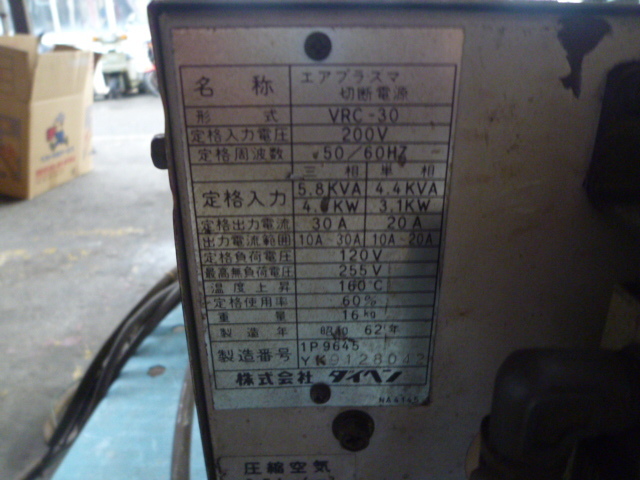 名称 エアプラスマ
切断電源
形式 VRC-30
定格入力電圧 200V
定格周波数 50/60HZ
三相 単相
定格入力 5.8KVA 4.4KVA
KW 3.1KW
定格出力電流 30A 20A
出力電流範囲 10A-30A 10A-20A
定格負荷電圧 120V
最高無負荷電圧 255V
温度上昇 160℃
定格使用率 60%
重量 16kg
製造年 昭和 62年
製造番号 1P9645
株式会社 ダイヘン
圧縮空気